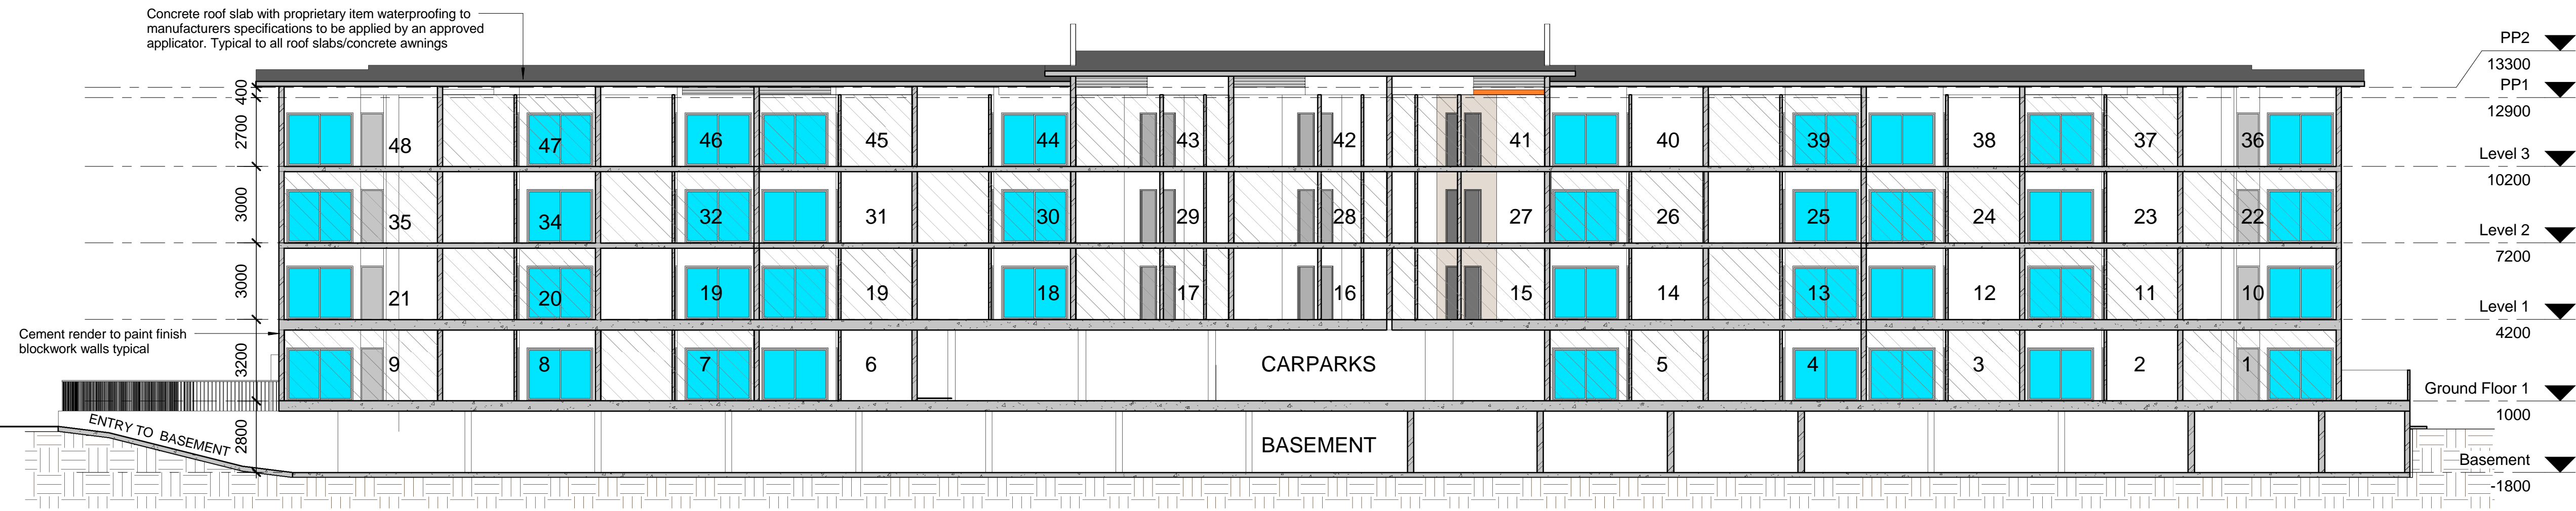 Concrete roof slab with proprietary item waterproofing to
manufacturers specifications to be applied by an approved
applicator. Typical to all roof slabs/concrete awnings
PP2
13300
PP1
12900
400
2700
48 47 46 45 44 43 42 41 40 39 38 37 36
Level 3
10200
3000
35 34 32 31 30 29 28 27 26 25 24 23 22
Level 2
7200
3000
21 20 19 19 18 17 16 15 14 13 12 11 10
Level 1
4200
Cement render to paint finish
blockwork walls typical
3200
9 8 7 6 CARPARKS 5 4 3 2 1
Ground Floor 1
1000
ENTRY TO BASEMENT
2800
BASEMENT
Basement
-1800